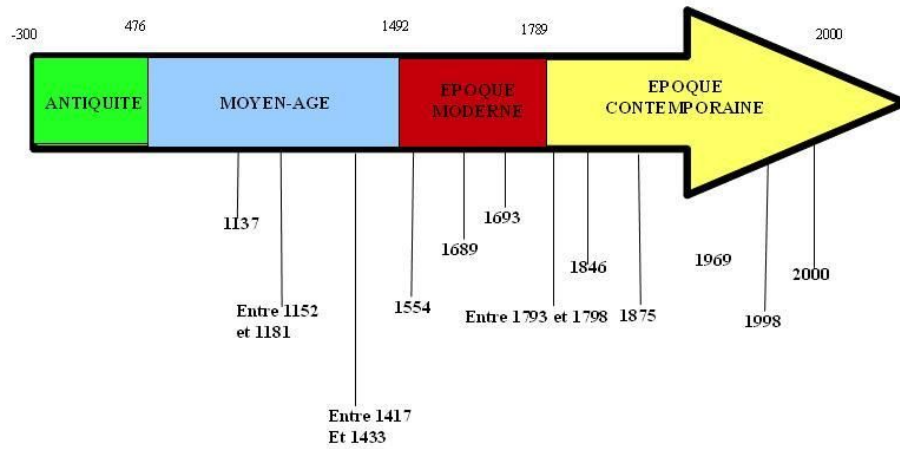 -300
476
1492
1789
2000
ANTIQUITE
MOYEN-AGE
EPOQUE
MODERNE
EPOQUE
CONTEMPORAINE
1137
Entre 1152
et 1181
Entre 1417
Et 1433
1554
1689
1693
Entre 1793 et 1798
1846
1875
1969
1998
2000